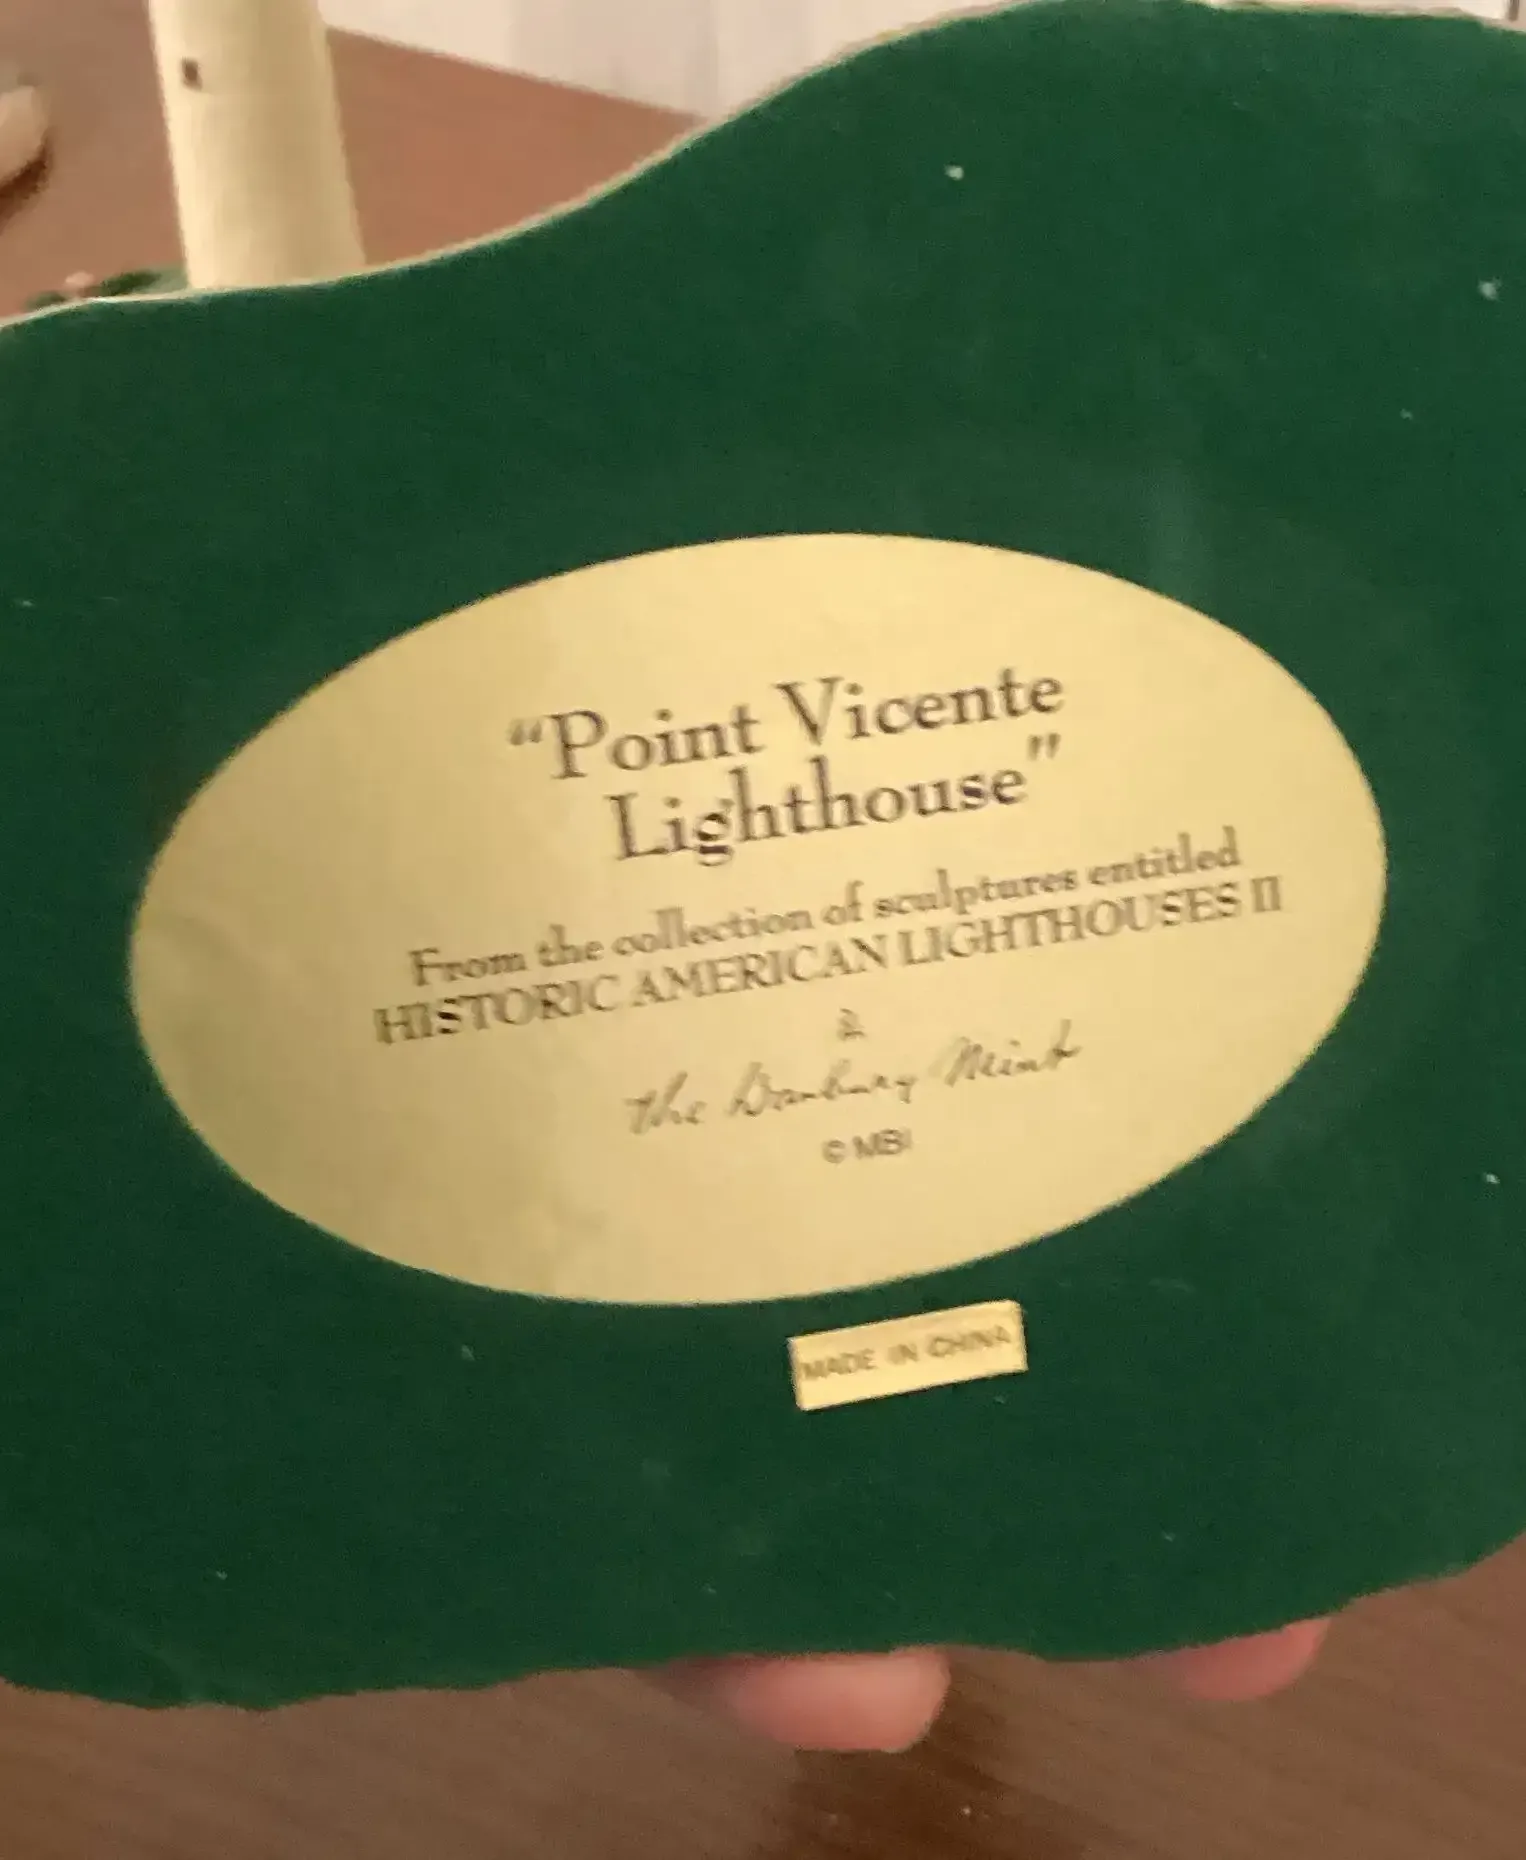 “Point Vicente
Lighthouse”
From the collection of sculptures entitled
HISTORIC AMERICAN LIGHTHOUSES II
The Danbury Mint
© MBI
MADE IN CHINA